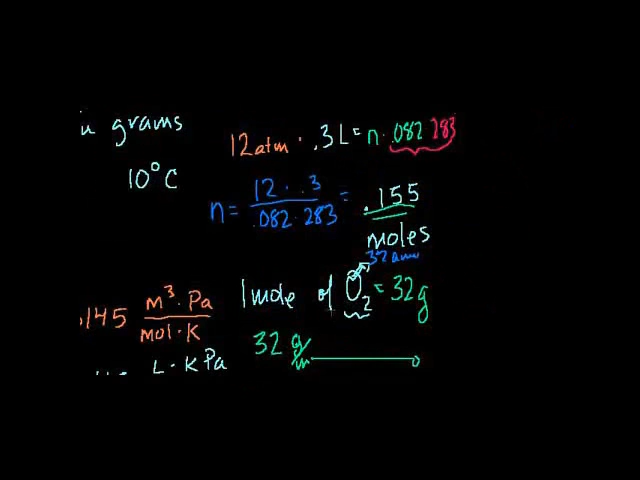 in grams
12atm · .3L = n · .082 283
10°C
n = 12 · .3 / .082 · 283 = .155
moles
32 amu
1 mole of O₂ = 32g
.145 m³ · Pa / mol · K
32 g/m
L · KPa